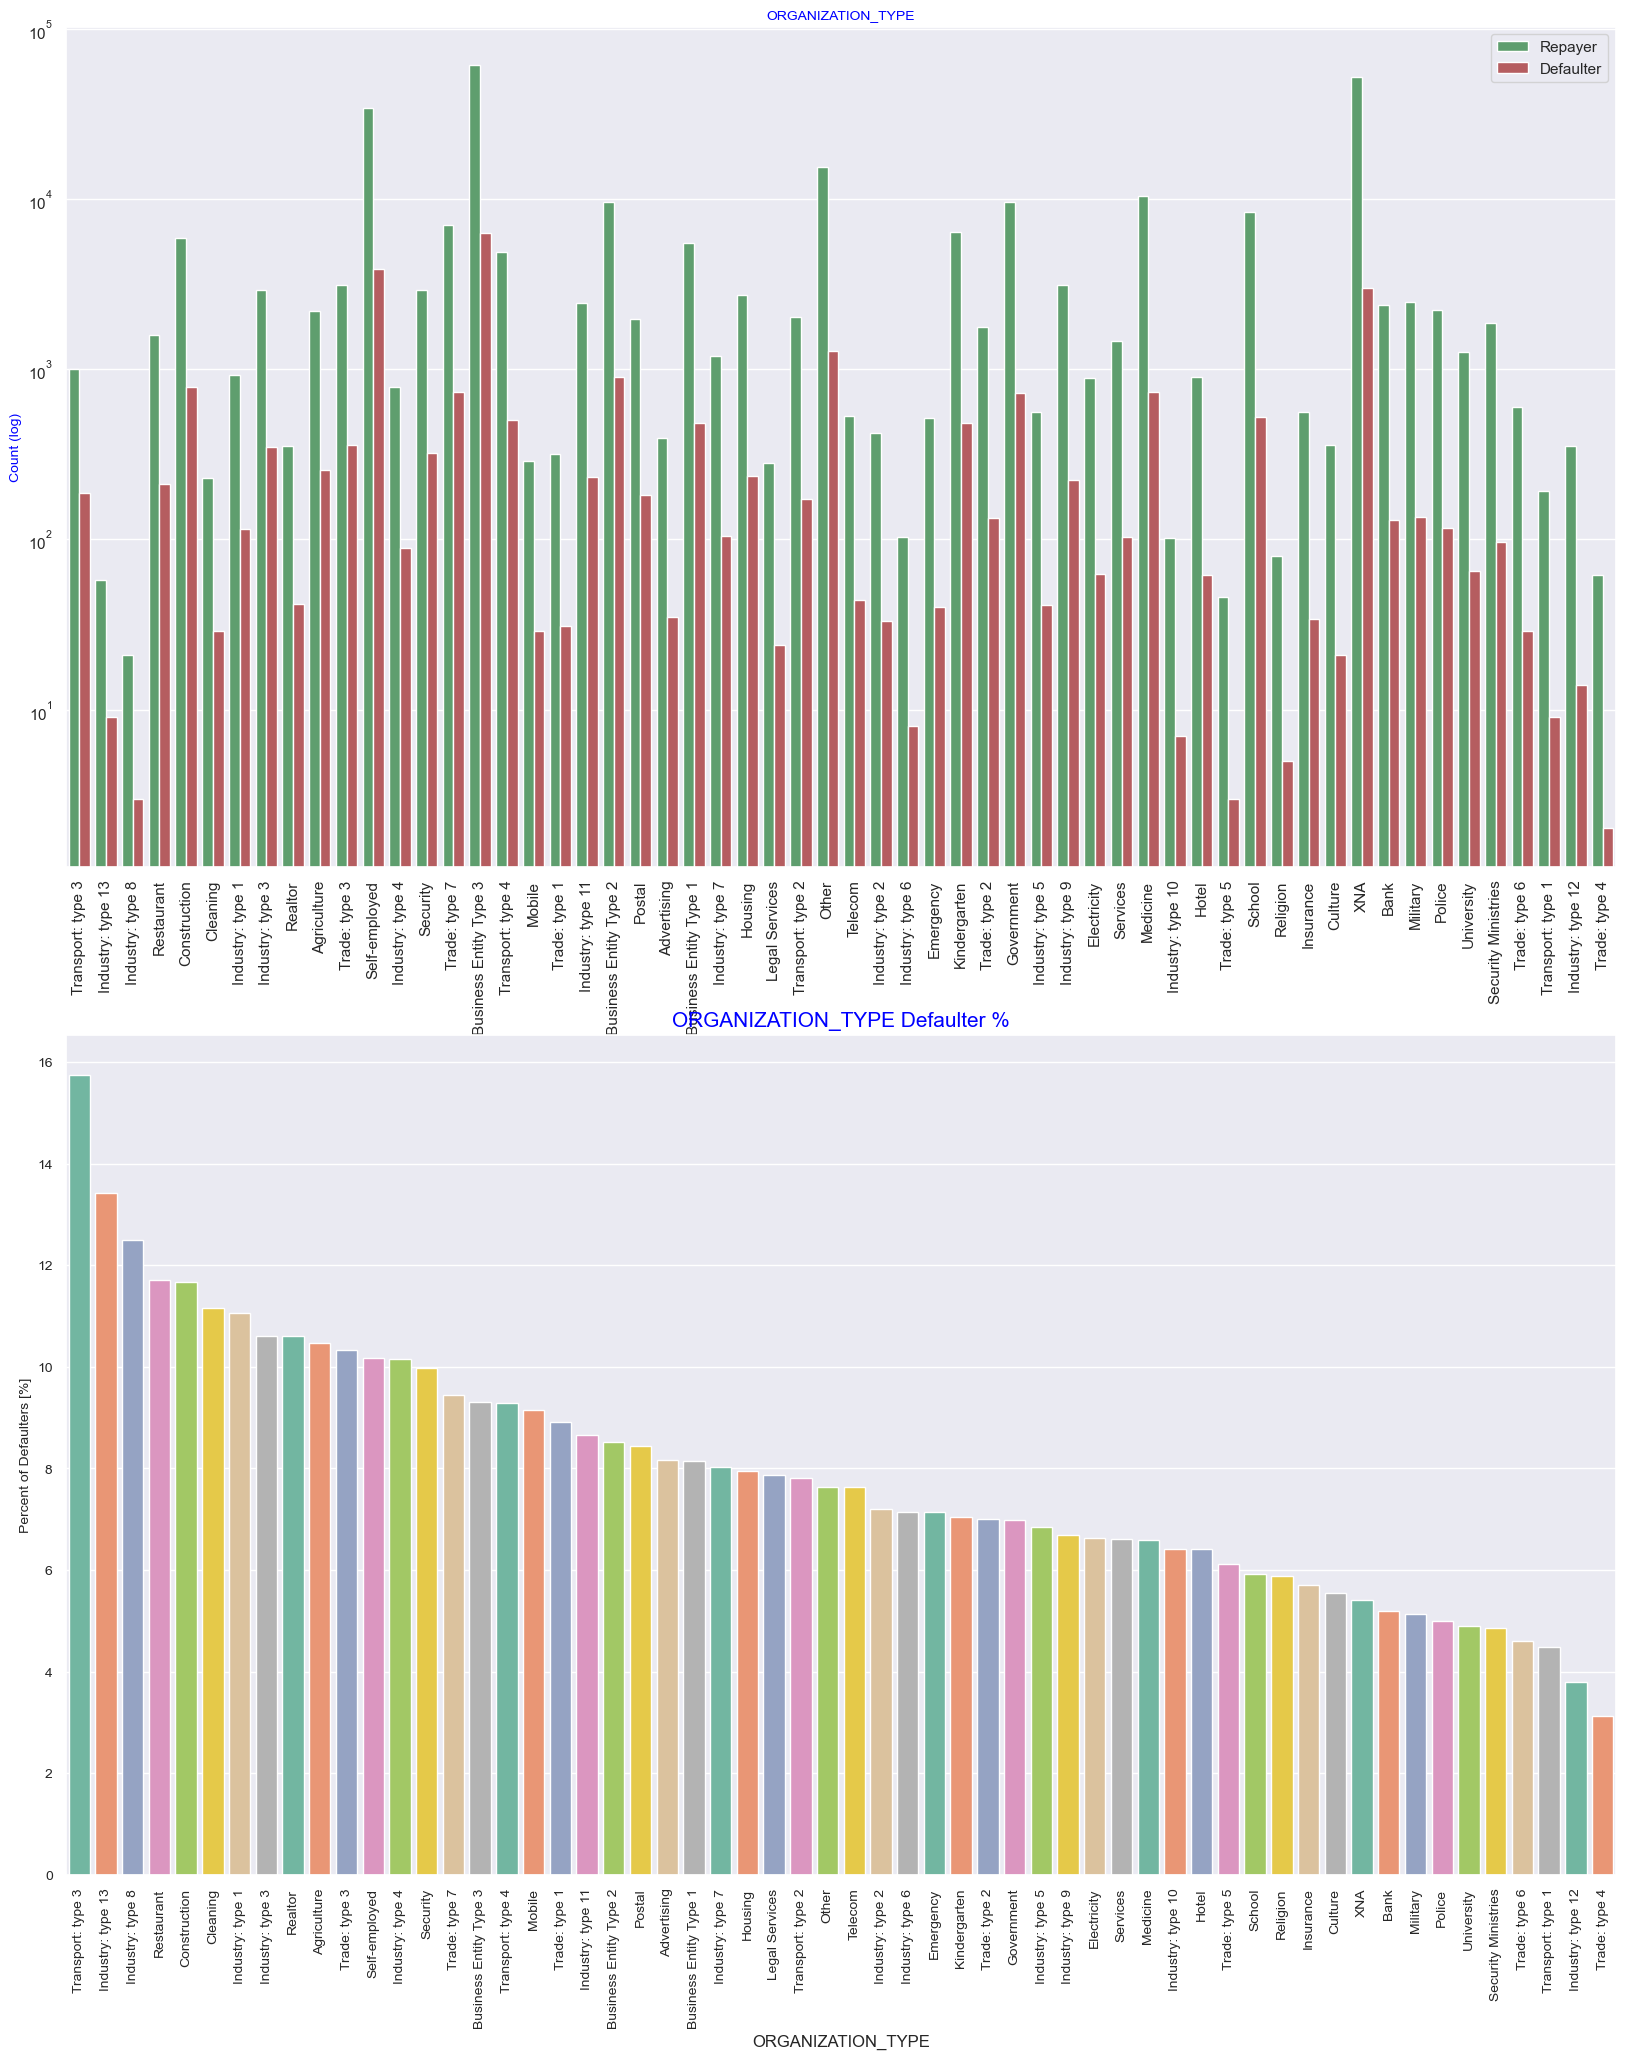 ORGANIZATION_TYPE
10^5
10^4
10^3
10^2
10^1
Count (log)
Repayer
Defaulter
Transport: type 3
Industry: type 13
Industry: type 8
Restaurant
Construction
Cleaning
Industry: type 1
Industry: type 3
Realtor
Agriculture
Trade: type 3
Self-employed
Industry: type 4
Security
Trade: type 7
Business Entity Type 3
Transport: type 4
Mobile
Trade: type 1
Industry: type 11
Business Entity Type 2
Postal
Advertising
Business Entity Type 1
Industry: type 7
Housing
Legal Services
Transport: type 2
Other
Telecom
Industry: type 2
Industry: type 6
Emergency
Kindergarten
Trade: type 2
Government
Industry: type 5
Industry: type 9
Electricity
Services
Medicine
Industry: type 10
Hotel
Trade: type 5
School
Religion
Insurance
Culture
XNA
Bank
Military
Police
University
Security Ministries
Trade: type 6
Transport: type 1
Industry: type 12
Trade: type 4
ORGANIZATION_TYPE Defaulter %
16
14
12
10
8
6
4
2
0
Percent of Defaulters [%]
Transport: type 3
Industry: type 13
Industry: type 8
Restaurant
Construction
Cleaning
Industry: type 1
Industry: type 3
Realtor
Agriculture
Trade: type 3
Self-employed
Industry: type 4
Security
Trade: type 7
Business Entity Type 3
Transport: type 4
Mobile
Trade: type 1
Industry: type 11
Business Entity Type 2
Postal
Advertising
Business Entity Type 1
Industry: type 7
Housing
Legal Services
Transport: type 2
Other
Telecom
Industry: type 2
Industry: type 6
Emergency
Kindergarten
Trade: type 2
Government
Industry: type 5
Industry: type 9
Electricity
Services
Medicine
Industry: type 10
Hotel
Trade: type 5
School
Religion
Insurance
Culture
XNA
Bank
Military
Police
University
Security Ministries
Trade: type 6
Transport: type 1
Industry: type 12
Trade: type 4
ORGANIZATION_TYPE